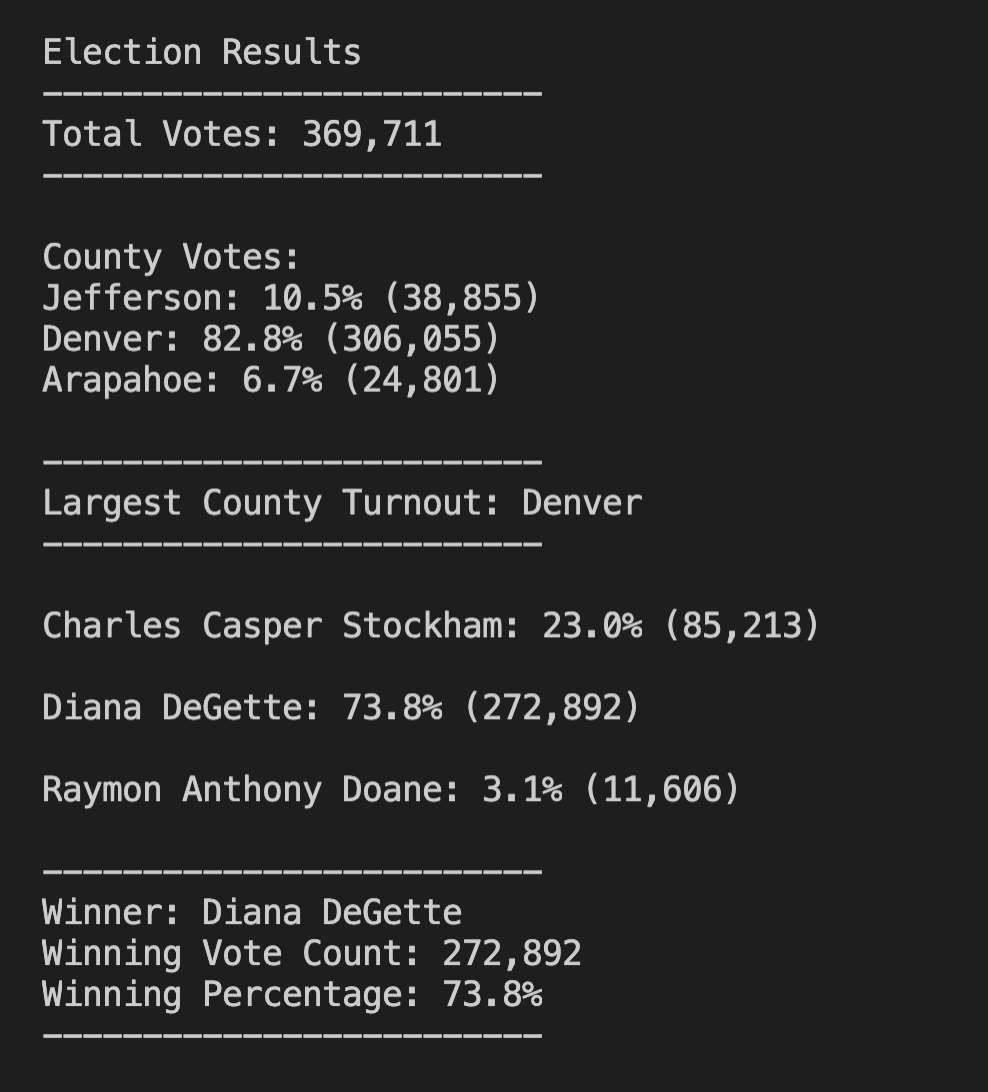 Election Results
-------------------------
Total Votes: 369,711
-------------------------
County Votes:
Jefferson: 10.5% (38,855)
Denver: 82.8% (306,055)
Arapahoe: 6.7% (24,801)
-------------------------
Largest County Turnout: Denver
-------------------------
Charles Casper Stockham: 23.0% (85,213)
Diana DeGette: 73.8% (272,892)
Raymon Anthony Doane: 3.1% (11,606)
-------------------------
Winner: Diana DeGette
Winning Vote Count: 272,892
Winning Percentage: 73.8%
-------------------------